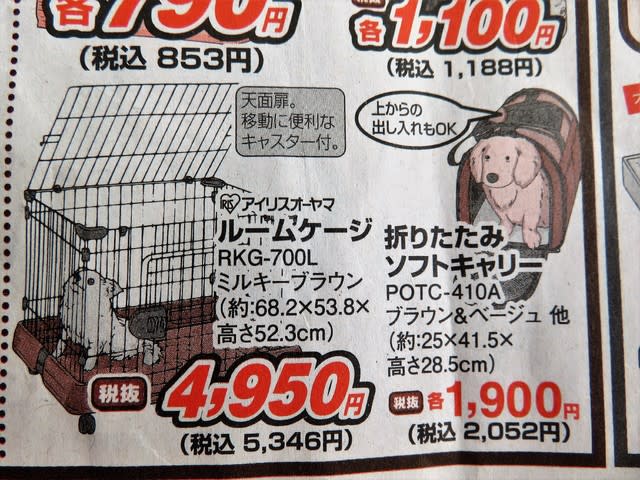 各790円
(税込 853円)
税抜 各1,100円
(税込 1,188円)
天面扉。
移動に便利な
キャスター付。
アイリスオーヤマ
ルームケージ
RKG-700L
ミルキーブラウン
(約:68.2×53.8×
高さ52.3cm)
税抜 4,950円
(税込 5,346円)
上からの
出し入れもOK
折りたたみ
ソフトキャリー
POTC-410A
ブラウン&ベージュ 他
(約:25×41.5×
高さ28.5cm)
税抜 各1,900円
(税込 2,052円)